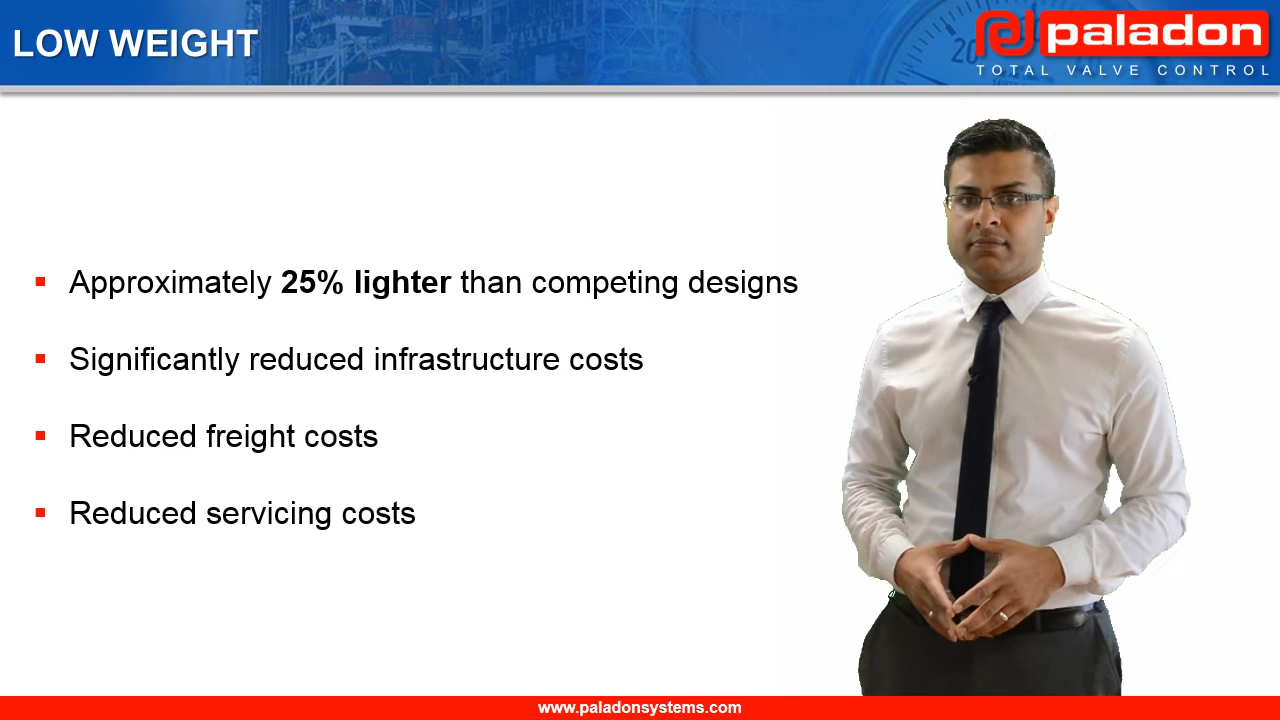 LOW WEIGHT
paladon
TOTAL VALVE CONTROL
Approximately 25% lighter than competing designs
Significantly reduced infrastructure costs
Reduced freight costs
Reduced servicing costs
www.paladonsystems.com